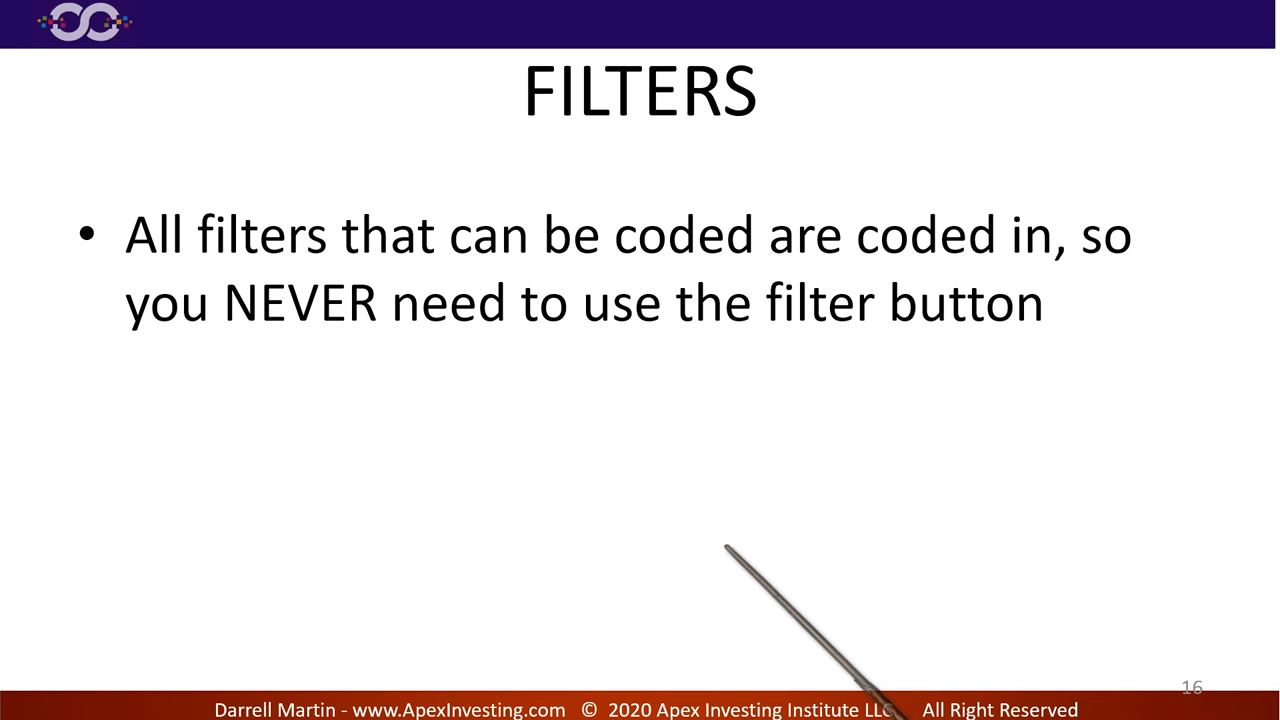 FILTERS
• All filters that can be coded are coded in, so
you NEVER need to use the filter button
16
Darrell Martin - www.ApexInvesting.com © 2020 Apex Investing Institute LLC All Right Reserved